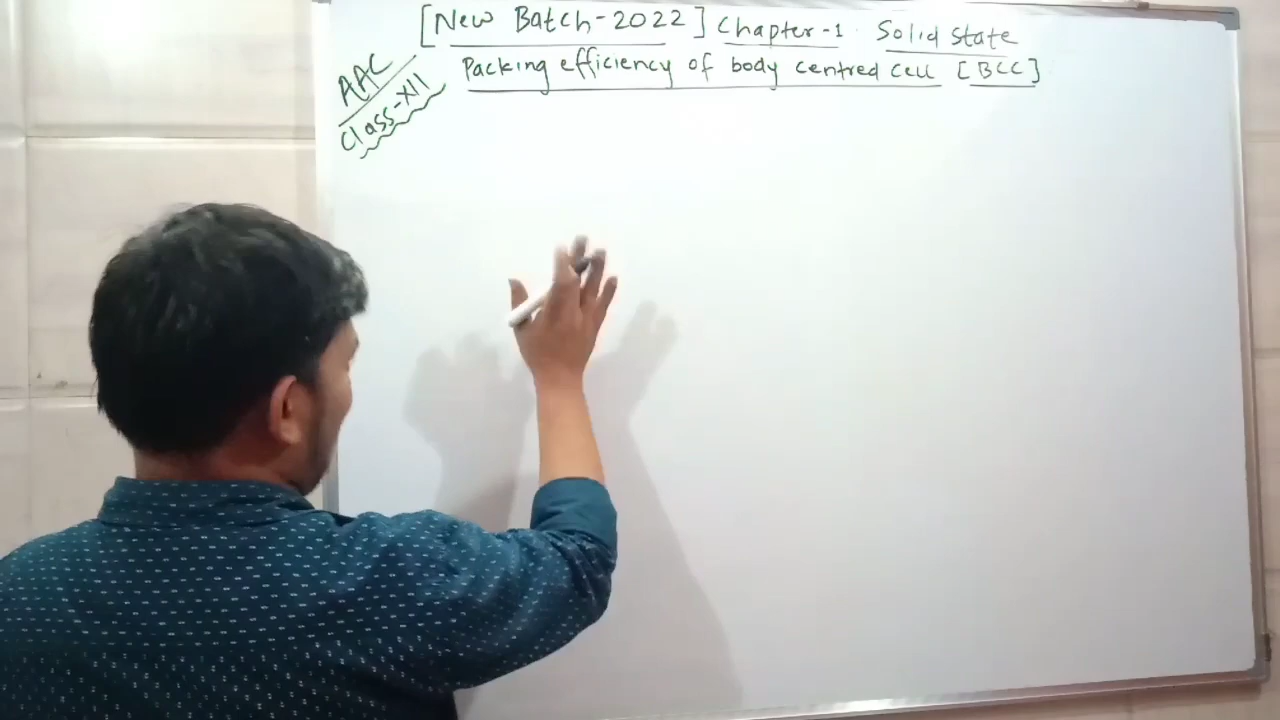 [New Batch-2022] Chapter-1. Solid state
Packing efficiency of body centred cell [BCC]
AAC
Class-XII